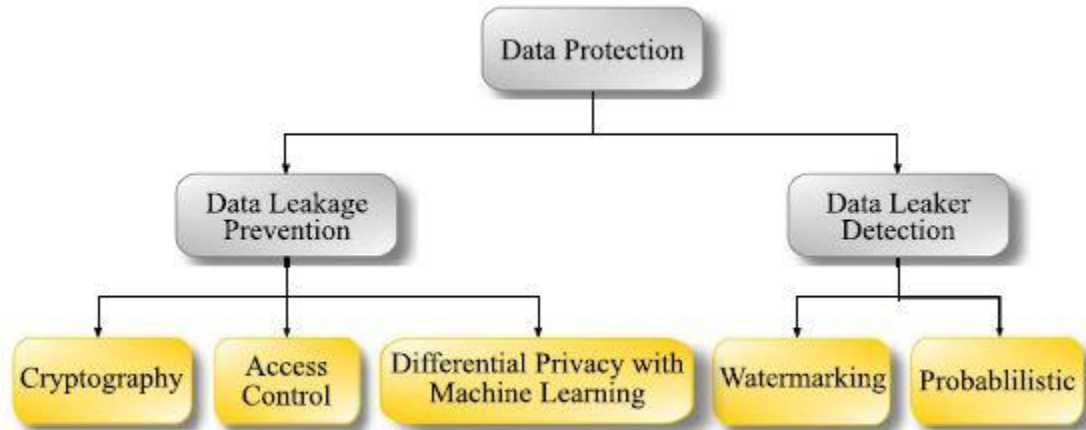 Data Protection
Data Leakage
Prevention
Data Leaker
Detection
Cryptography
Access
Control
Differential Privacy with
Machine Learning
Watermarking
Probablilistic